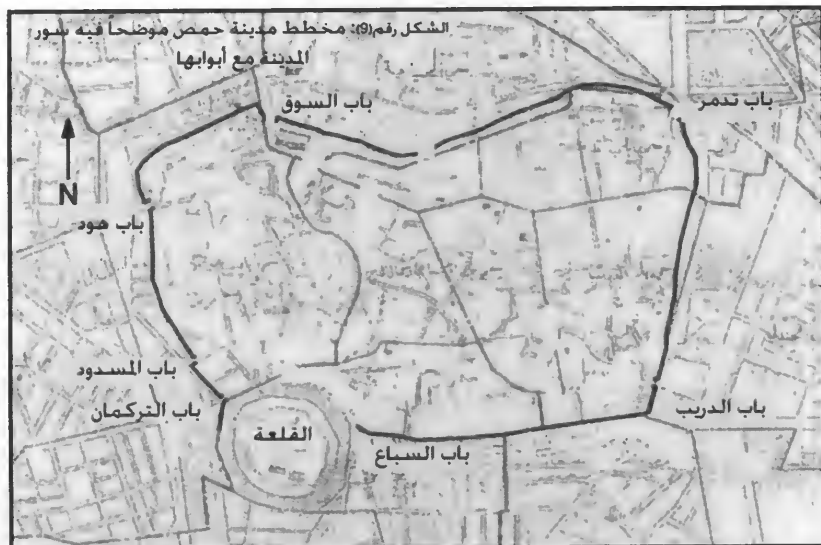 الشكل رقم(9): مخطط مدينة حمص موضحاً فيه سور
المدينة مع أبوابها
باب السوق
باب تدمر
N
باب هود
باب المسدود
باب التركمان
القلعة
باب السباع
باب الدريب